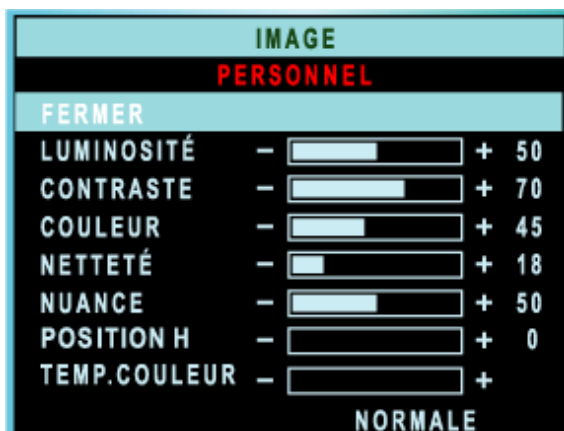 IMAGE
PERSONNEL
FERMER
LUMINOSITÉ - + 50
CONTRASTE - + 70
COULEUR - + 45
NETTETÉ - + 18
NUANCE - + 50
POSITION H - + 0
TEMP.COULEUR - +
NORMALE